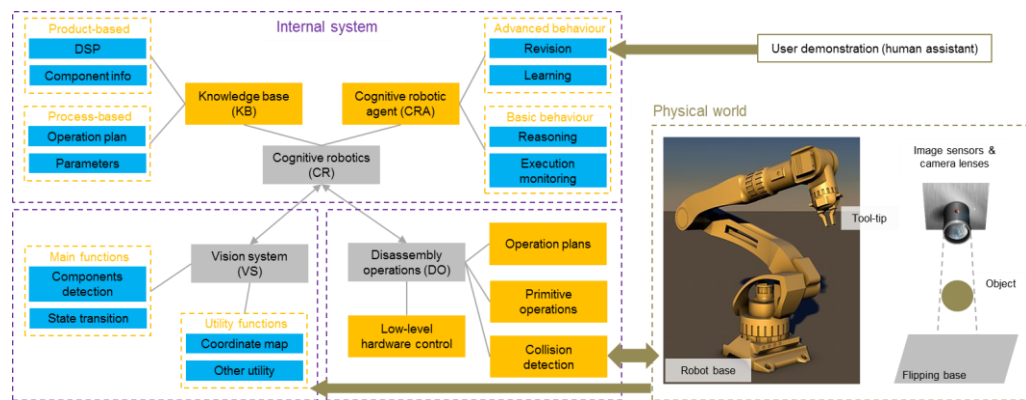 Internal system
Product-based
DSP
Component info
Process-based
Operation plan
Parameters
Knowledge base
(KB)
Cognitive robotic
agent (CRA)
Cognitive robotics
(CR)
Advanced behaviour
Revision
Learning
Basic behaviour
Reasoning
Execution
monitoring
User demonstration (human assistant)
Main functions
Components
detection
State transition
Vision system
(VS)
Utility functions
Coordinate map
Other utility
Disassembly
operations (DO)
Low-level
hardware control
Operation plans
Primitive
operations
Collision
detection
Physical world
Image sensors &
camera lenses
Tool-tip
Object
Robot base
Flipping base